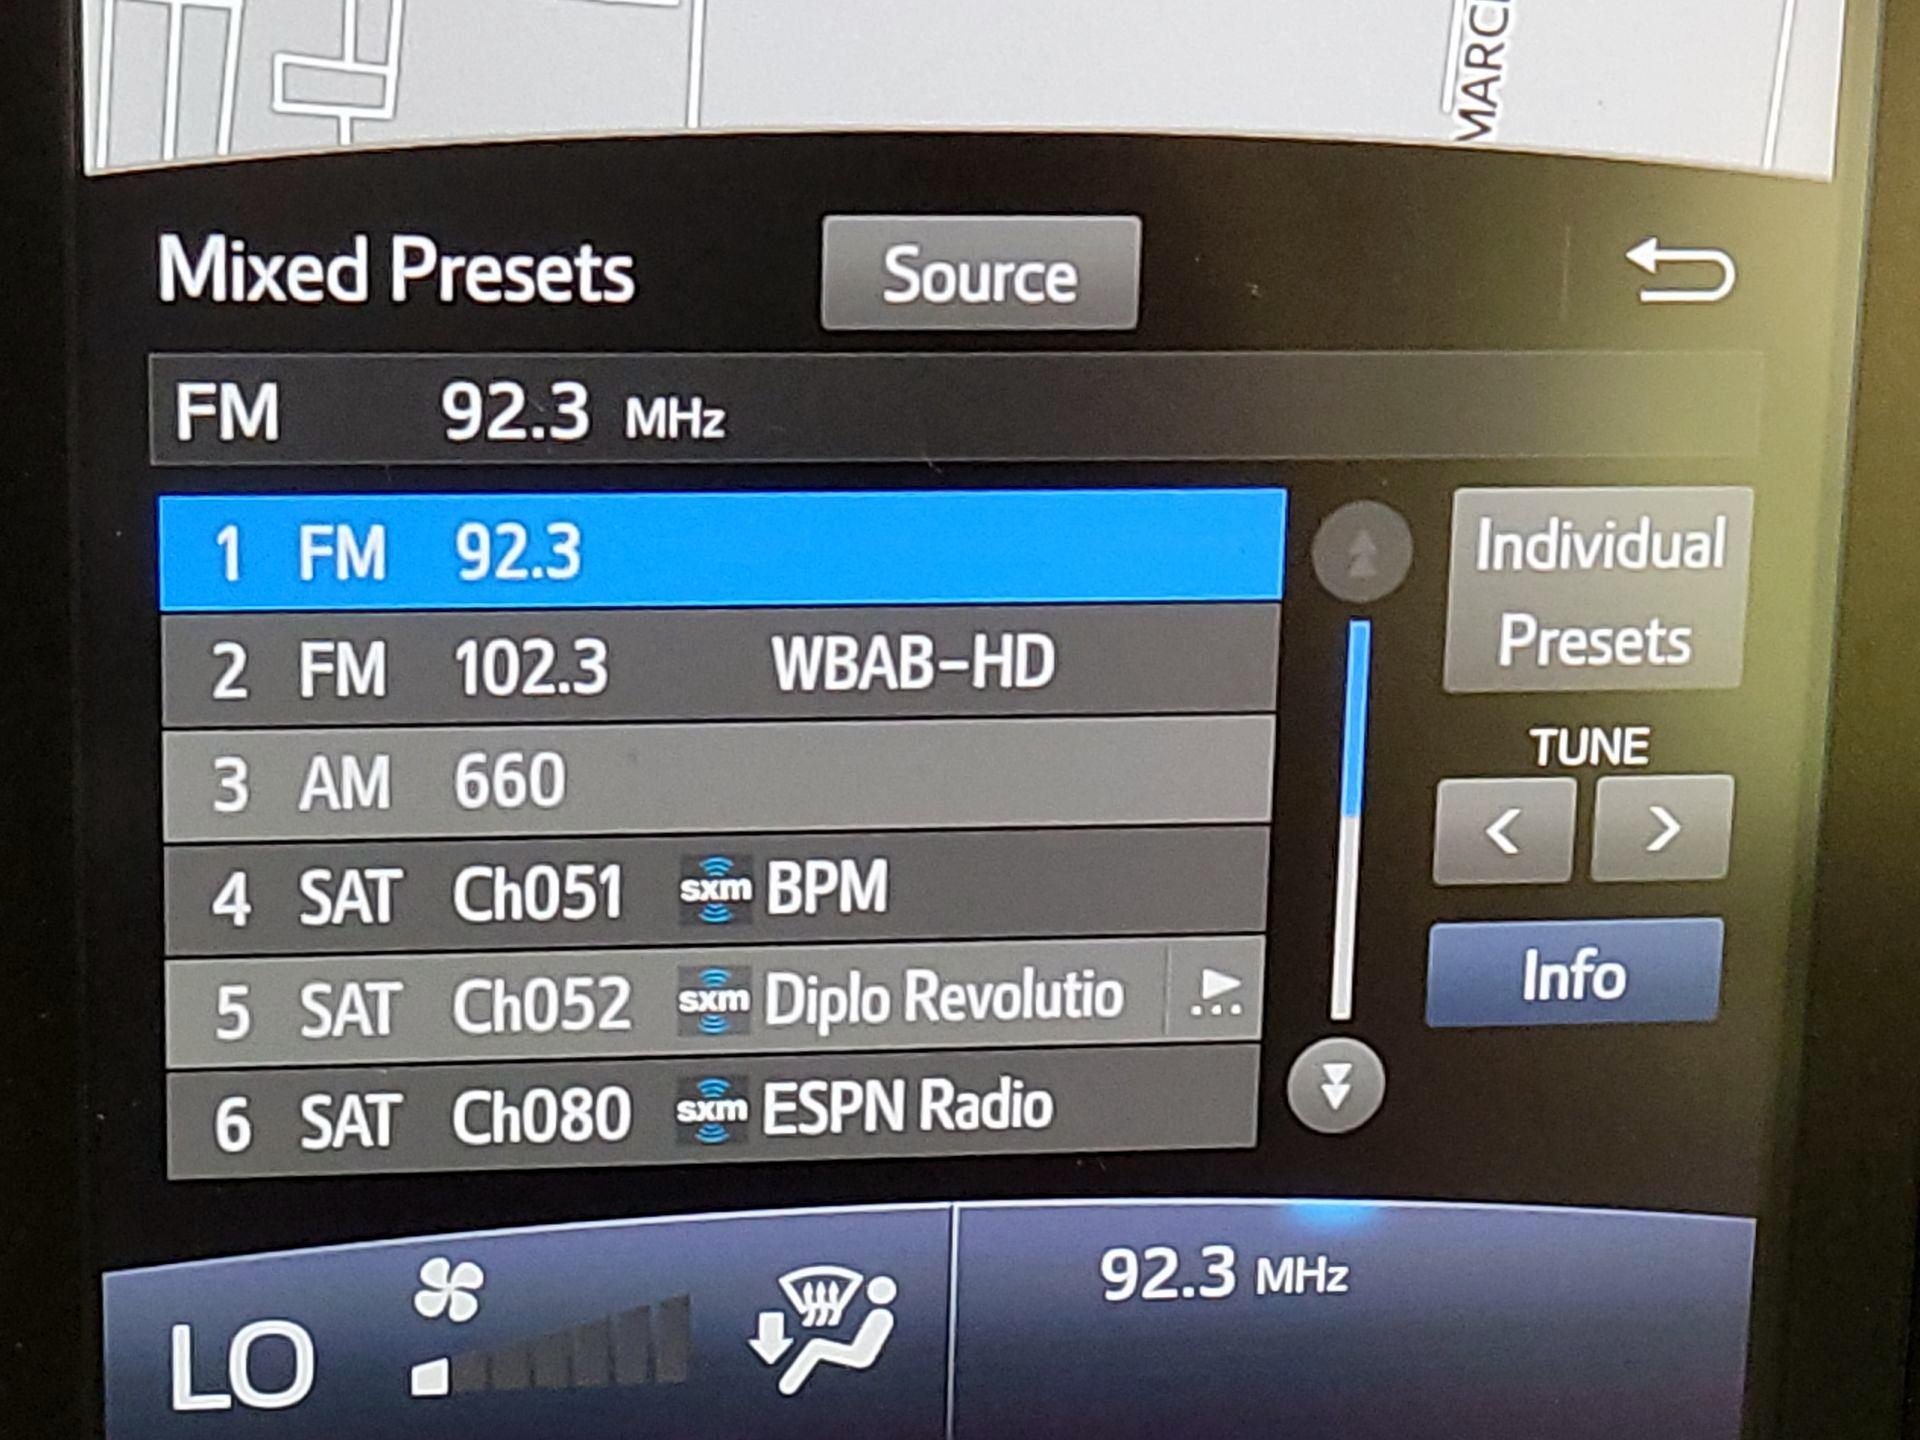 MARC
Mixed Presets
Source
FM 92.3 MHz
1 FM 92.3
2 FM 102.3 WBAB-HD
3 AM 660
4 SAT Ch051 sxm BPM
5 SAT Ch052 sxm Diplo Revolutio
6 SAT Ch080 sxm ESPN Radio
Individual
Presets
TUNE
< >
Info
LO
92.3 MHz